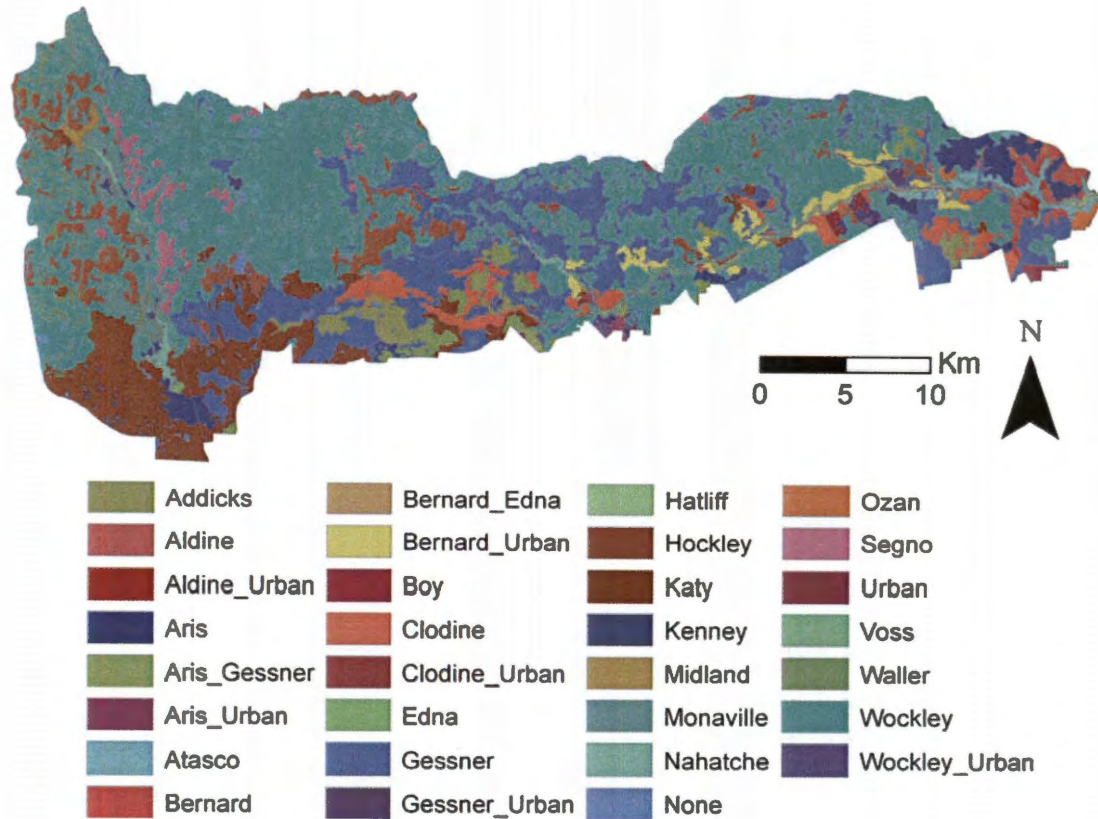 N
Km
0 5 10
Addicks
Aldine
Aldine_Urban
Aris
Aris_Gessner
Aris_Urban
Atasco
Bernard
Bernard_Edna
Bernard_Urban
Boy
Clodine
Clodine_Urban
Edna
Gessner
Gessner_Urban
Hatliff
Hockley
Katy
Kenney
Midland
Monaville
Nahatche
None
Ozan
Segno
Urban
Voss
Waller
Wockley
Wockley_Urban